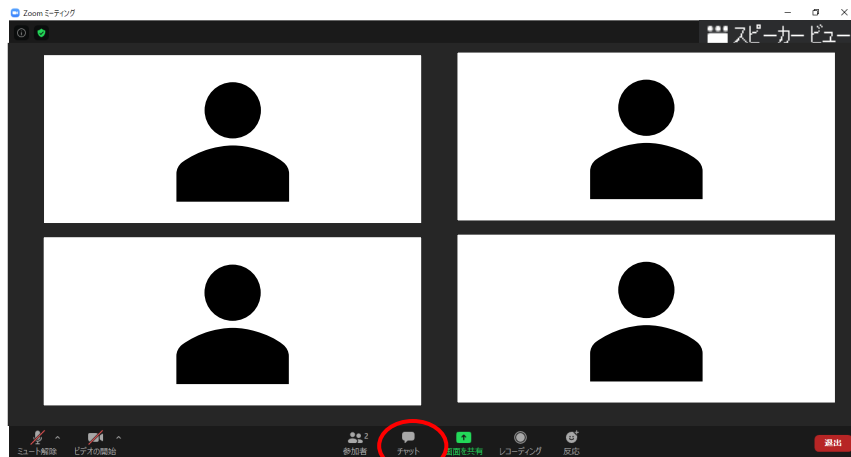 Zoom ミーティング
スピーカー ビュー
ミュート解除 ビデオの開始 参加者 2 チャット 画面を共有 レコーディング 反応 退出